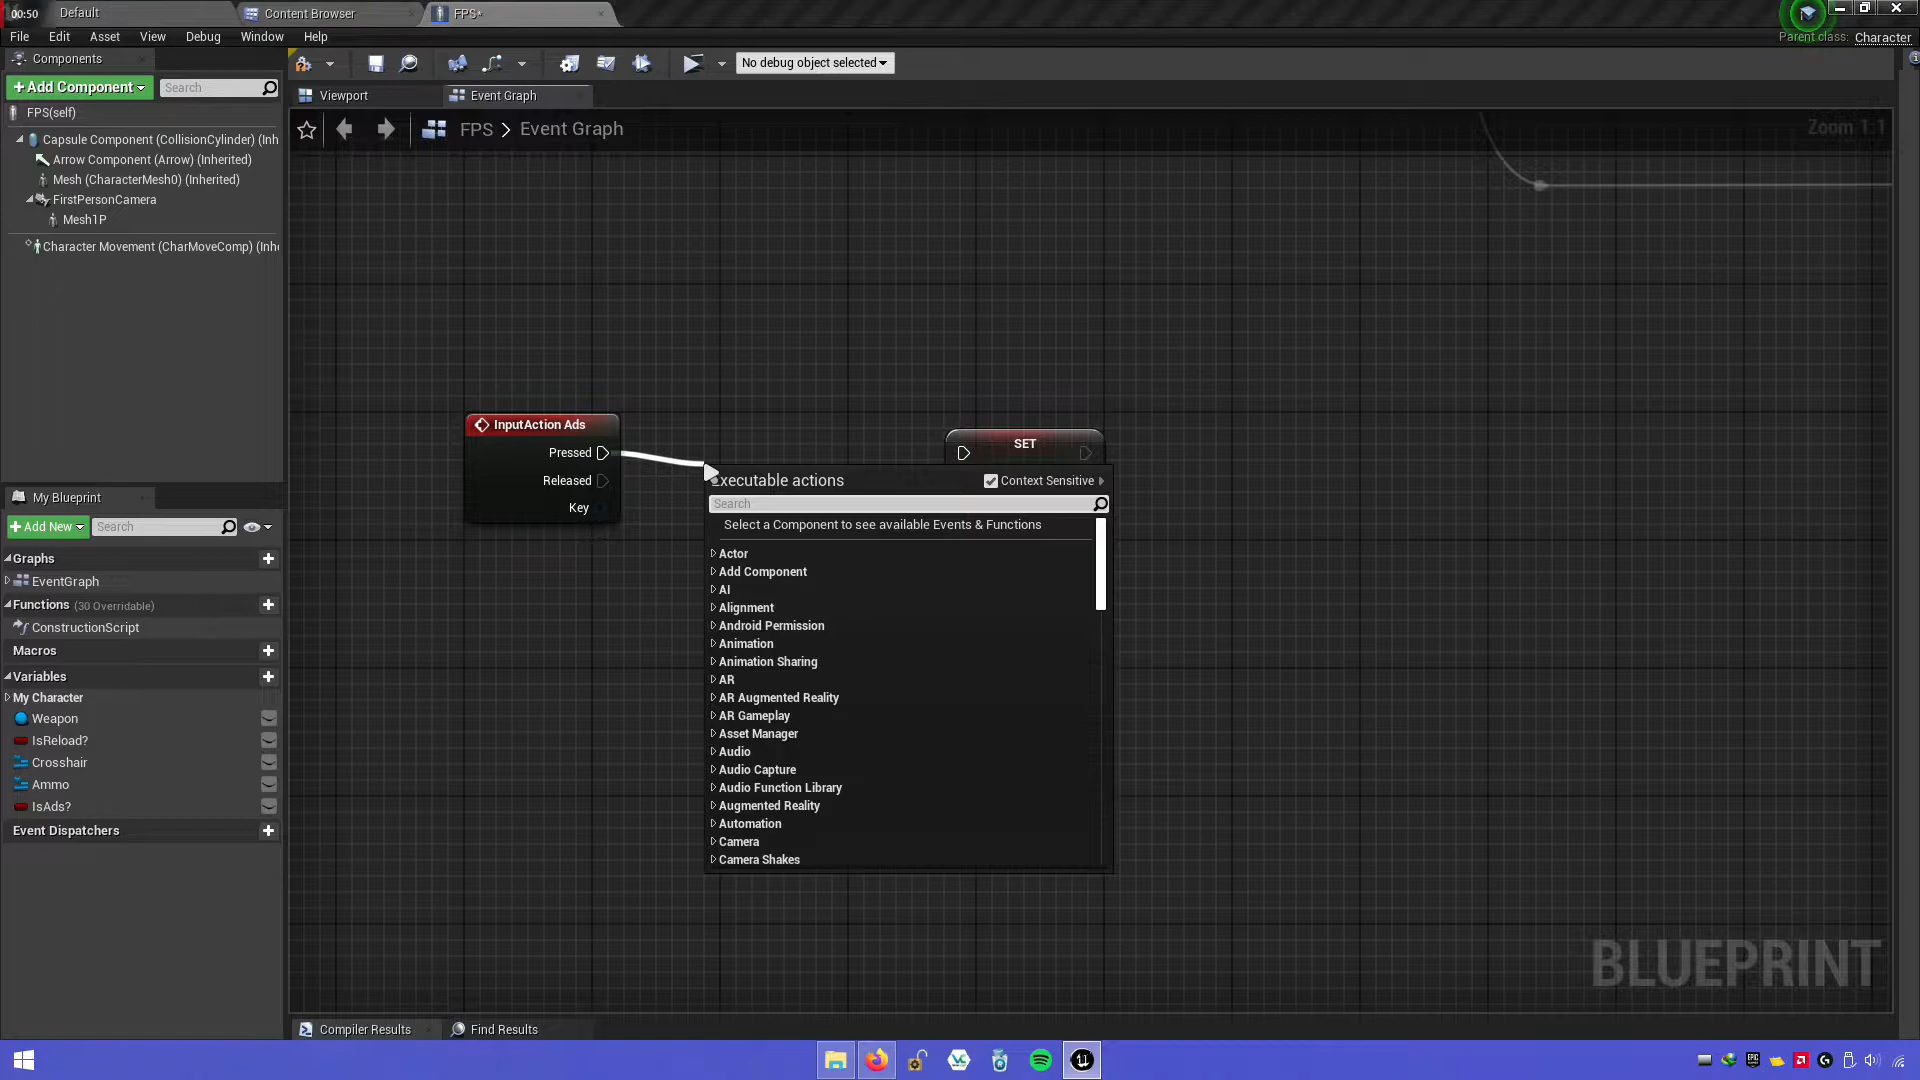 00:50
Default
Content Browser
FPS*
File Edit Asset View Debug Window Help
Parent class: Character
Components
+Add Component
Search
FPS(self)
Capsule Component (CollisionCylinder) (Inh
Arrow Component (Arrow) (Inherited)
Mesh (CharacterMesh0) (Inherited)
FirstPersonCamera
Mesh1P
Character Movement (CharMoveComp) (Inhe
No debug object selected
Viewport
Event Graph
FPS > Event Graph
Zoom 1:1
InputAction Ads
Pressed
Released
Key
SET
Executable actions
Context Sensitive
Search
Select a Component to see available Events & Functions
Actor
Add Component
AI
Alignment
Android Permission
Animation
Animation Sharing
AR
AR Augmented Reality
AR Gameplay
Asset Manager
Audio
Audio Capture
Audio Function Library
Augmented Reality
Automation
Camera
Camera Shakes
My Blueprint
+Add New
Search
Graphs
EventGraph
Functions (30 Overridable)
ConstructionScript
Macros
Variables
My Character
Weapon
IsReload?
Crosshair
Ammo
IsAds?
Event Dispatchers
BLUEPRINT
Compiler Results
Find Results